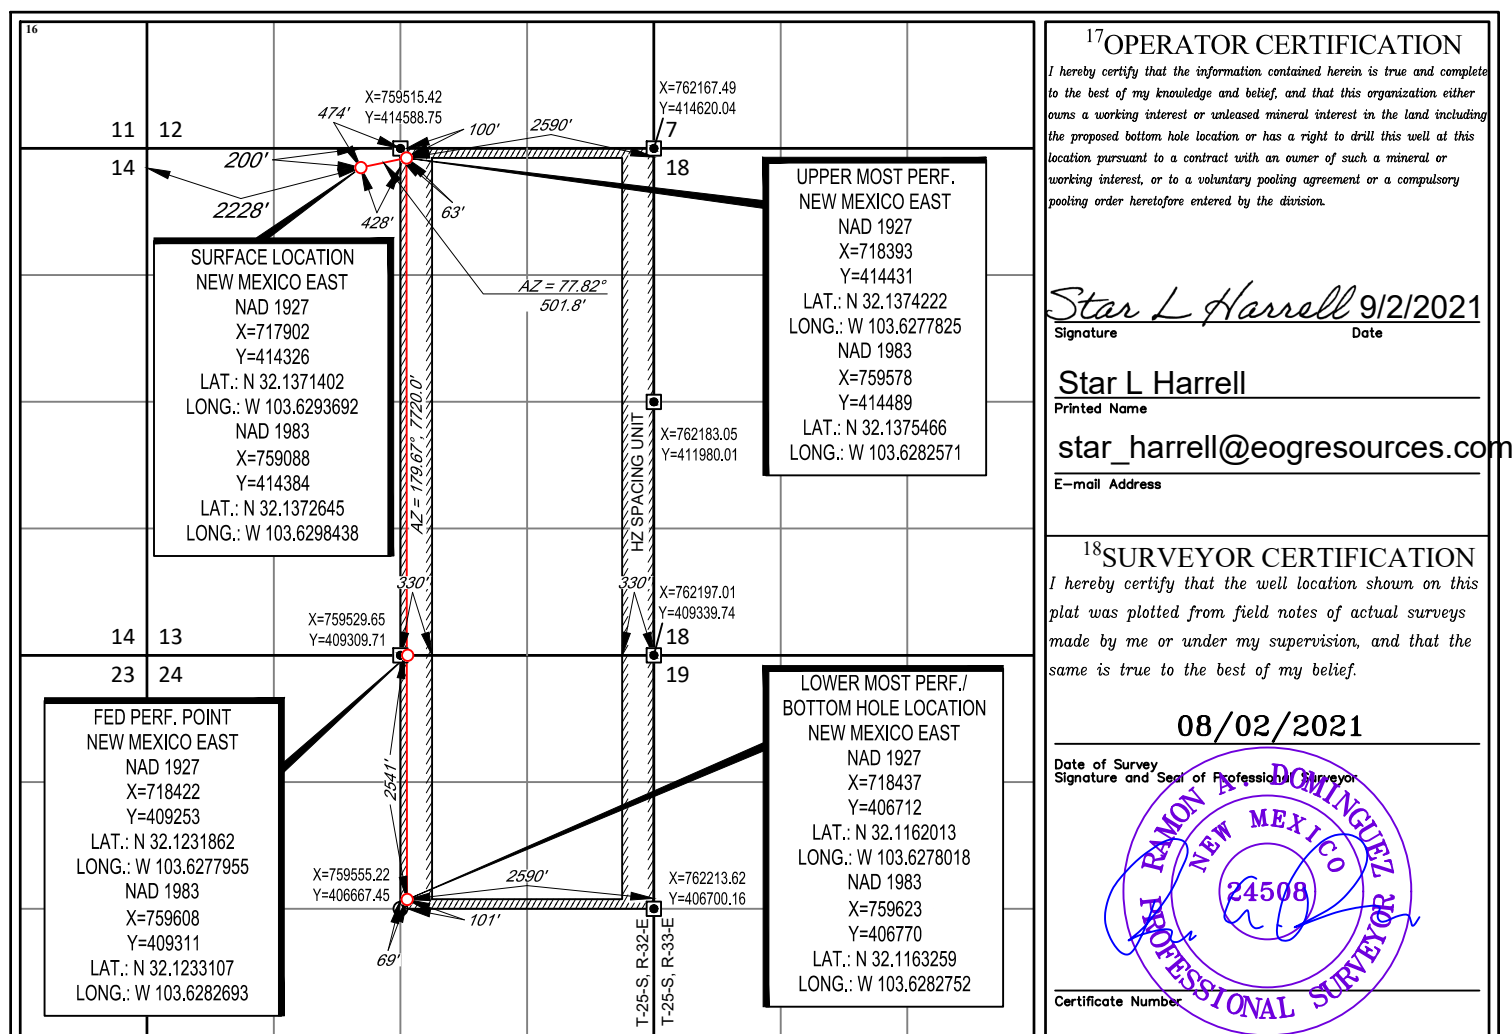 16
X=759515.42
Y=414588.75
X=762167.49
Y=414620.04
474'
100'
2590'
11 12
7
14
18
200'
2228'
428'
63'
AZ = 77.82°
501.8'
SURFACE LOCATION
NEW MEXICO EAST
NAD 1927
X=717902
Y=414326
LAT.: N 32.1371402
LONG.: W 103.6293692
NAD 1983
X=759088
Y=414384
LAT.: N 32.1372645
LONG.: W 103.6298438
UPPER MOST PERF.
NEW MEXICO EAST
NAD 1927
X=718393
Y=414431
LAT.: N 32.1374222
LONG.: W 103.6277825
NAD 1983
X=759578
Y=414489
LAT.: N 32.1375466
LONG.: W 103.6282571
AZ = 179.67°, 7720.0'
HZ SPACING UNIT
X=762183.05
Y=411980.01
330'
330'
X=759529.65
Y=409309.71
X=762197.01
Y=409339.74
14 13
18
23 24
19
FED PERF. POINT
NEW MEXICO EAST
NAD 1927
X=718422
Y=409253
LAT.: N 32.1231862
LONG.: W 103.6277955
NAD 1983
X=759608
Y=409311
LAT.: N 32.1233107
LONG.: W 103.6282693
2541'
LOWER MOST PERF./
BOTTOM HOLE LOCATION
NEW MEXICO EAST
NAD 1927
X=718437
Y=406712
LAT.: N 32.1162013
LONG.: W 103.6278018
NAD 1983
X=759623
Y=406770
LAT.: N 32.1163259
LONG.: W 103.6282752
X=759555.22
Y=406667.45
2590'
X=762213.62
Y=406700.16
101'
69'
T-25-S, R-32-E
T-25-S, R-33-E
17OPERATOR CERTIFICATION
I hereby certify that the information contained herein is true and complete
to the best of my knowledge and belief, and that this organization either
owns a working interest or unleased mineral interest in the land including
the proposed bottom hole location or has a right to drill this well at this
location pursuant to a contract with an owner of such a mineral or
working interest, or to a voluntary pooling agreement or a compulsory
pooling order heretofore entered by the division.
Star L Harrell 9/2/2021
Signature Date
Star L Harrell
Printed Name
star_harrell@eogresources.com
E-mail Address
18SURVEYOR CERTIFICATION
I hereby certify that the well location shown on this
plat was plotted from field notes of actual surveys
made by me or under my supervision, and that the
same is true to the best of my belief.
08/02/2021
Date of Survey
Signature and Seal of Professional Surveyor
RAMON A. DOMINGUEZ
NEW MEXICO
24508
PROFESSIONAL SURVEYOR
Certificate Number